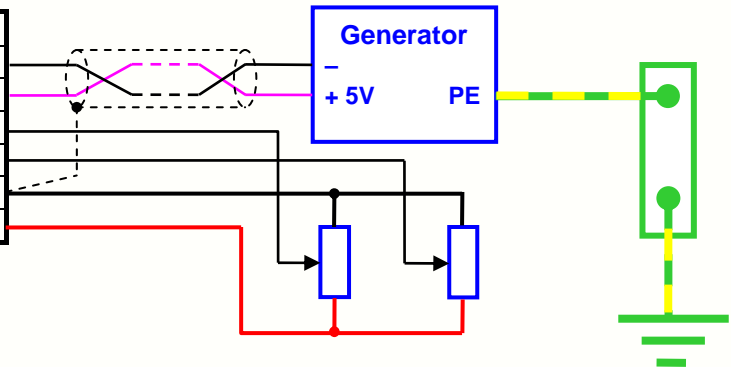 Generator
–
+ 5V PE